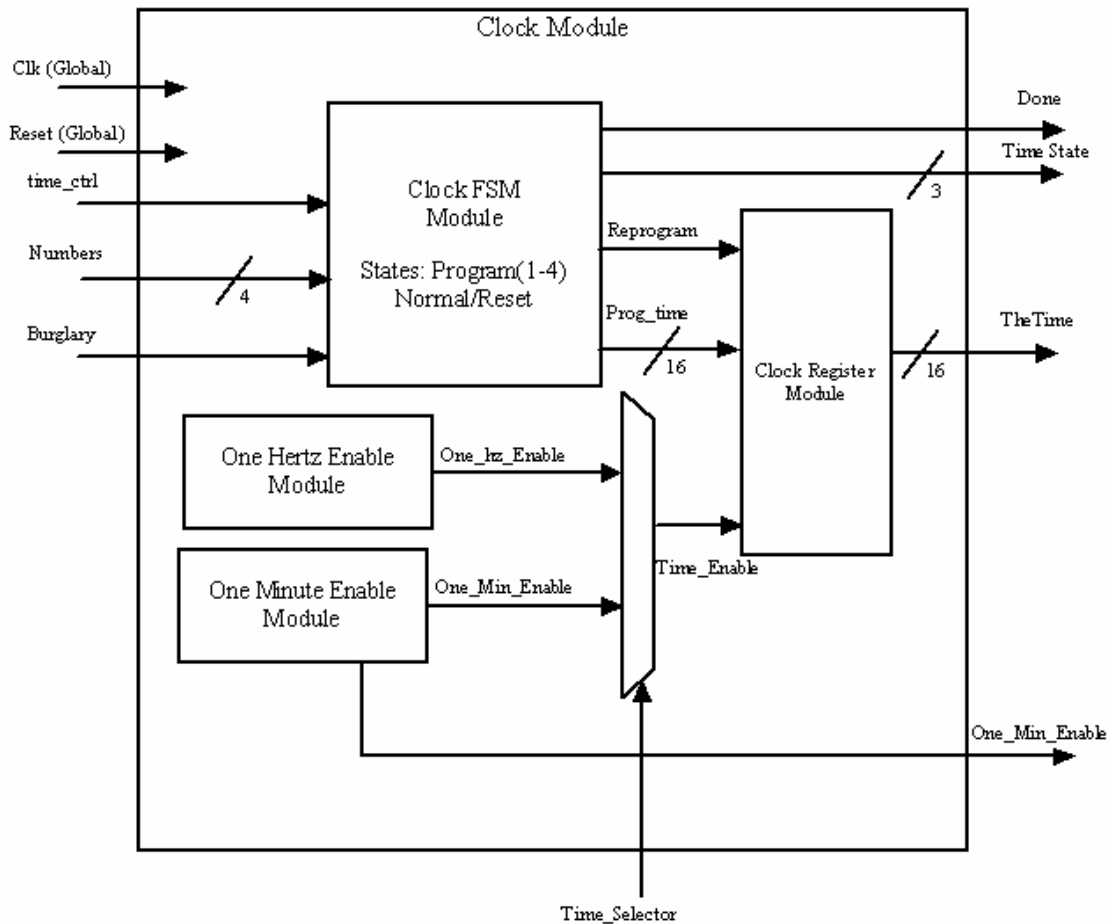 Clock Module
Clk (Global)
Reset (Global)
time_ctrl
Numbers
4
Burglary
Clock FSM
Module
States: Program(1-4)
Normal/Reset
Done
Time State
3
Reprogram
Prog_time
16
Clock Register
Module
TheTime
16
One Hertz Enable
Module
One_hz_Enable
One Minute Enable
Module
One_Min_Enable
Time_Enable
One_Min_Enable
Time_Selector